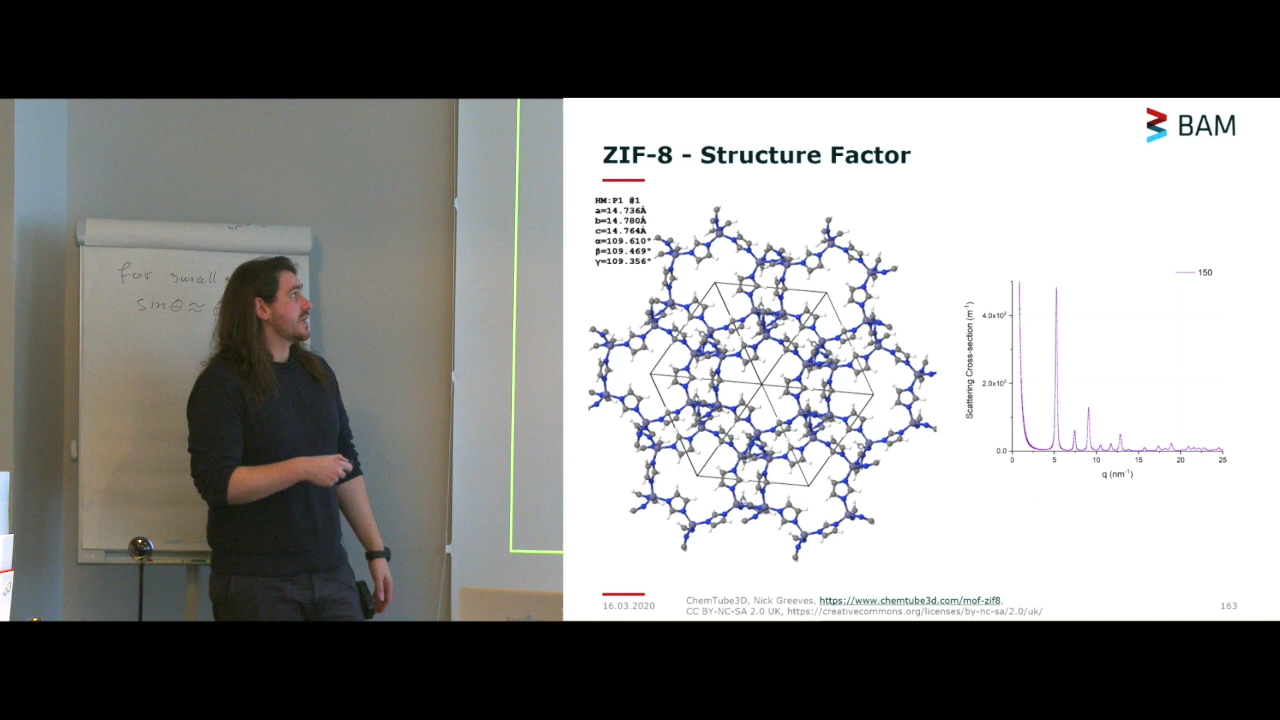 for small
sin θ ≈
BAM
ZIF-8 - Structure Factor
HM:P1 #1
a=14.736Å
b=14.780Å
c=14.764Å
α=109.610°
β=109.469°
γ=109.356°
150
Scattering Cross-section (m⁻¹)
4.0x10²
2.0x10²
0.0
0 5 10 15 20 25
q (nm⁻¹)
16.03.2020
ChemTube3D, Nick Greeves, https://www.chemtube3d.com/mof-zif8,
CC BY-NC-SA 2.0 UK, https://creativecommons.org/licenses/by-nc-sa/2.0/uk/
163